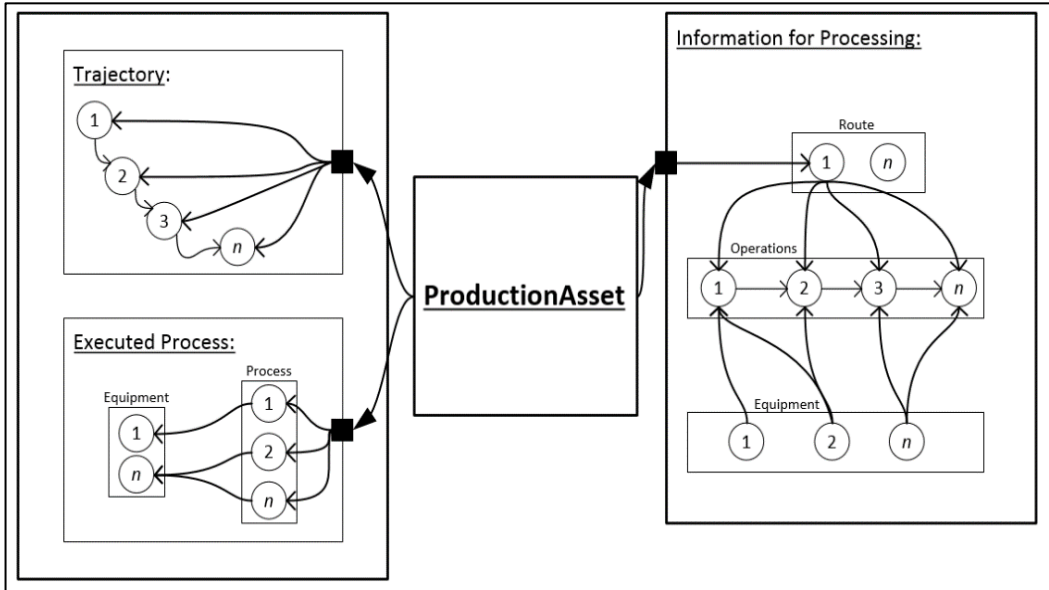 Trajectory:
1
2
3
n
Executed Process:
Process
Equipment
1
1
2
n
n
ProductionAsset
Information for Processing:
Route
1
n
Operations
1
2
3
n
Equipment
1
2
n